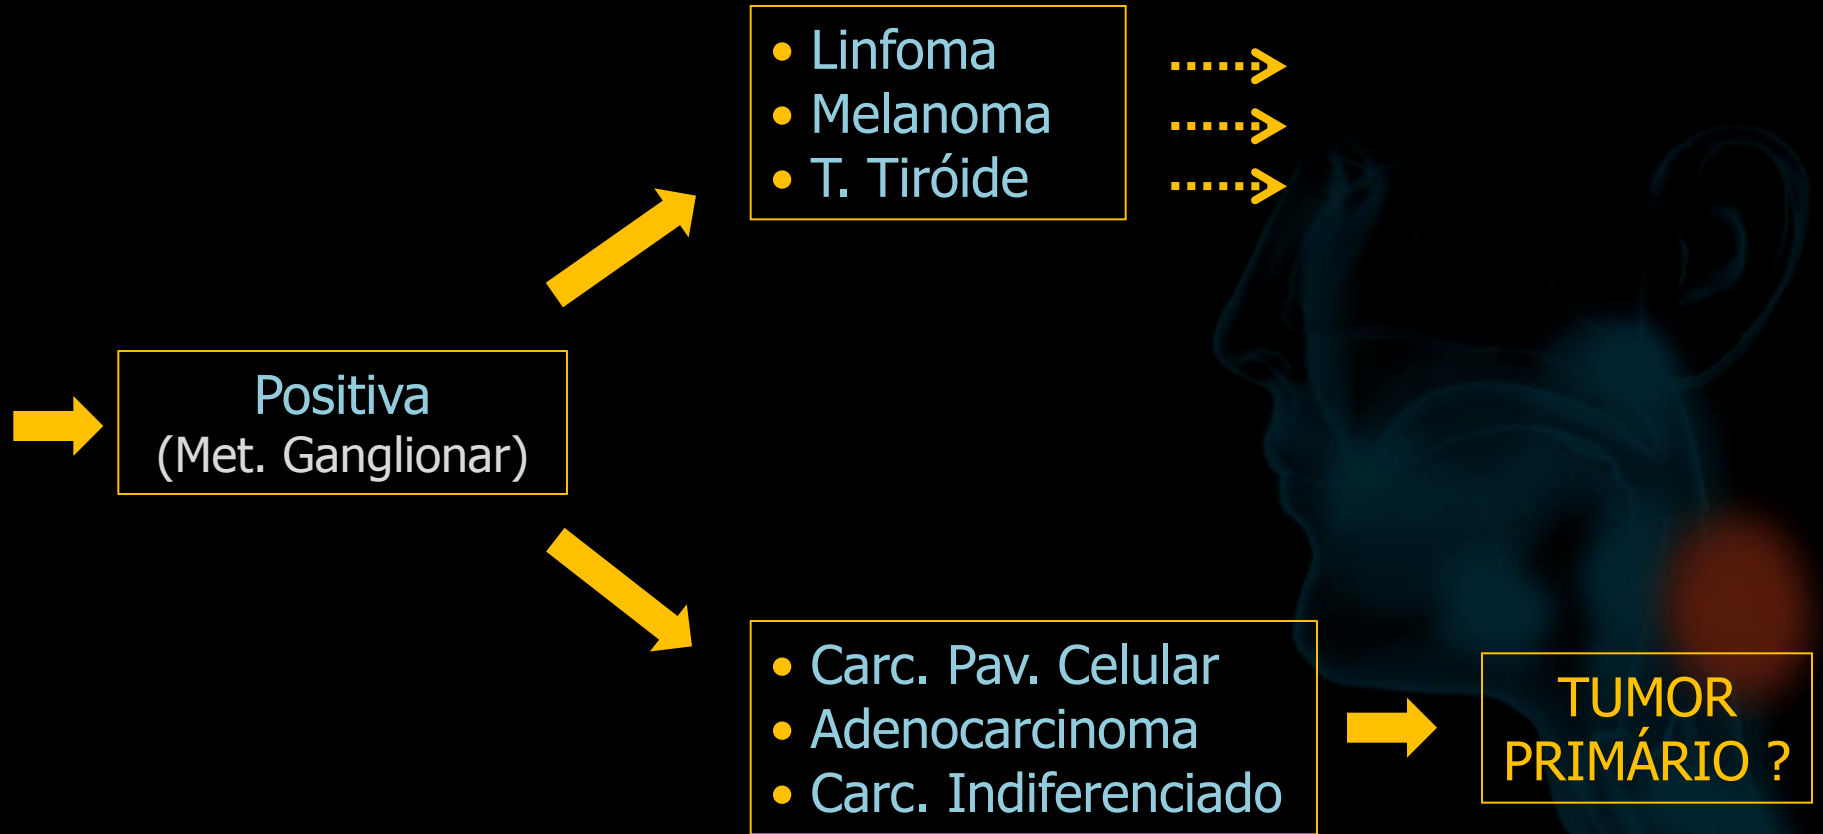 • Linfoma
• Melanoma
• T. Tiróide
Positiva
(Met. Ganglionar)
• Carc. Pav. Celular
• Adenocarcinoma
• Carc. Indiferenciado
TUMOR
PRIMÁRIO ?